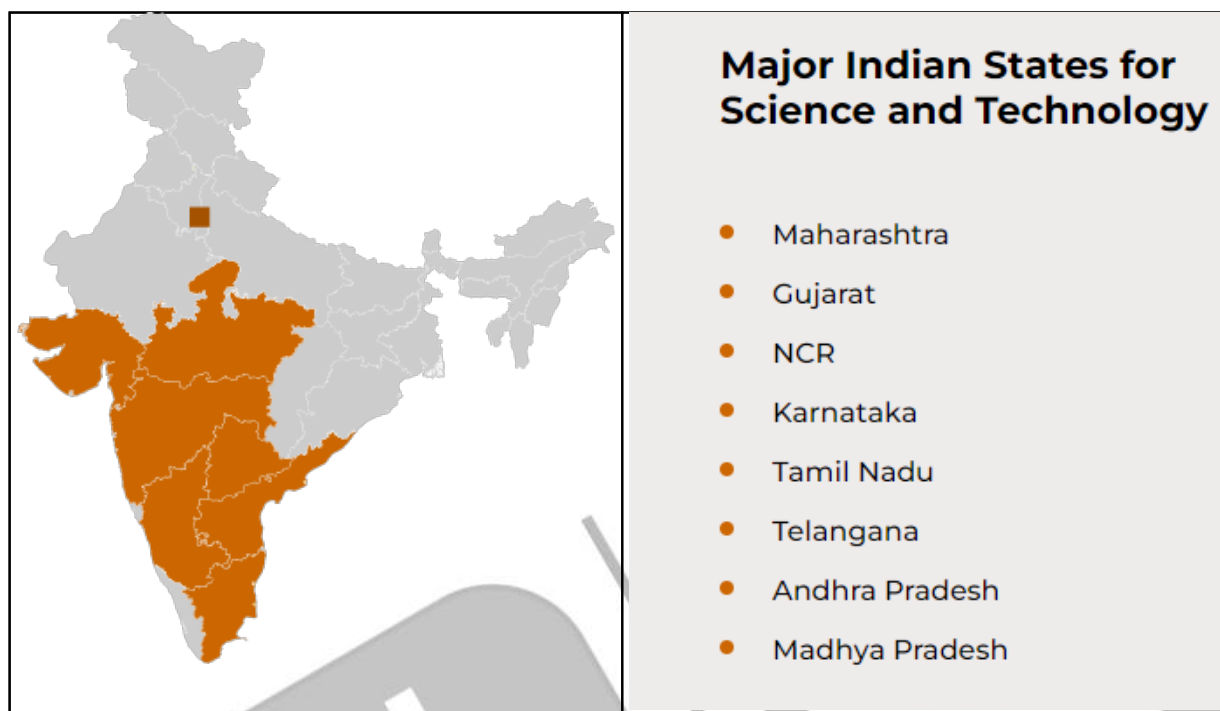 Major Indian States for
Science and Technology
Maharashtra
Gujarat
NCR
Karnataka
Tamil Nadu
Telangana
Andhra Pradesh
Madhya Pradesh